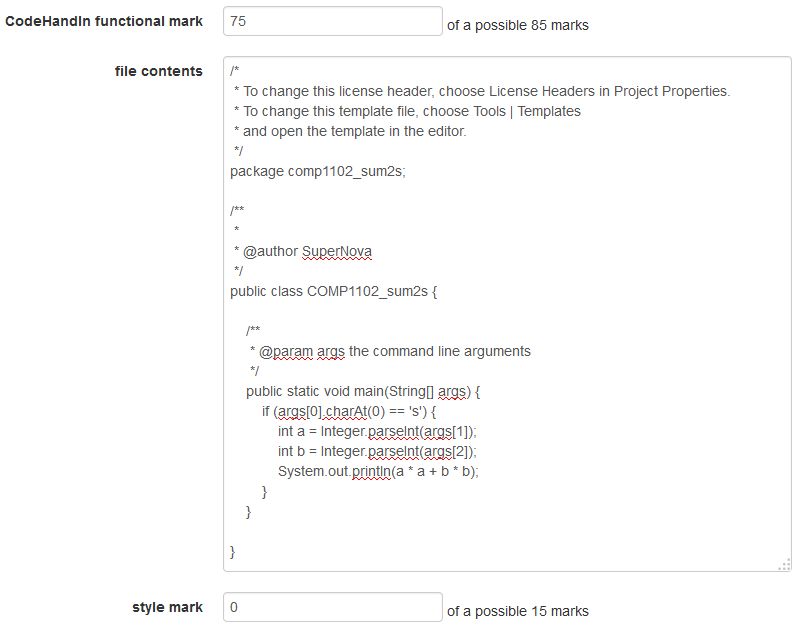 CodeHandIn functional mark 75 of a possible 85 marks
file contents
/*
 * To change this license header, choose License Headers in Project Properties.
 * To change this template file, choose Tools | Templates
 * and open the template in the editor.
 */
package comp1102_sum2s;

/**
 *
 * @author SuperNova
 */
public class COMP1102_sum2s {

    /**
     * @param args the command line arguments
     */
    public static void main(String[] args) {
        if (args[0].charAt(0) == 's') {
            int a = Integer.parseInt(args[1]);
            int b = Integer.parseInt(args[2]);
            System.out.println(a * a + b * b);
        }
    }

}
style mark 0 of a possible 15 marks